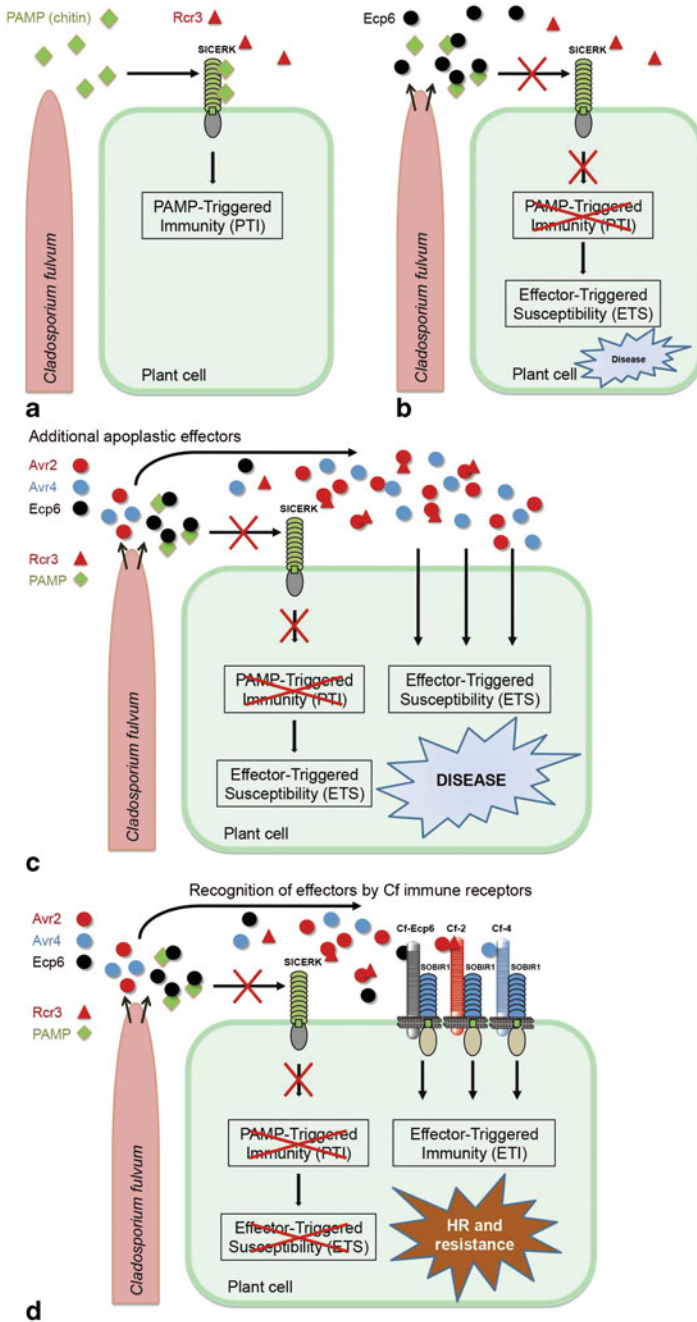 PAMP (chitin)
Rcr3
SICERK
Cladosporium fulvum
PAMP-Triggered
Immunity (PTI)
Plant cell
a
Ecp6
SICERK
Cladosporium fulvum
PAMP-Triggered
Immunity (PTI)
Effector-Triggered
Susceptibility (ETS)
Disease
Plant cell
b
Additional apoplastic effectors
Avr2
Avr4
Ecp6
Rcr3
PAMP
SICERK
Cladosporium fulvum
PAMP-Triggered
Immunity (PTI)
Effector-Triggered
Susceptibility (ETS)
Effector-Triggered
Susceptibility (ETS)
DISEASE
Plant cell
c
Recognition of effectors by Cf immune receptors
Avr2
Avr4
Ecp6
Rcr3
PAMP
SICERK
Cf-Ecp6
Cf-2
Cf-4
SOBIR1
SOBIR1
SOBIR1
Cladosporium fulvum
PAMP-Triggered
Immunity (PTI)
Effector-Triggered
Susceptibility (ETS)
Effector-Triggered
Immunity (ETI)
HR and
resistance
Plant cell
d